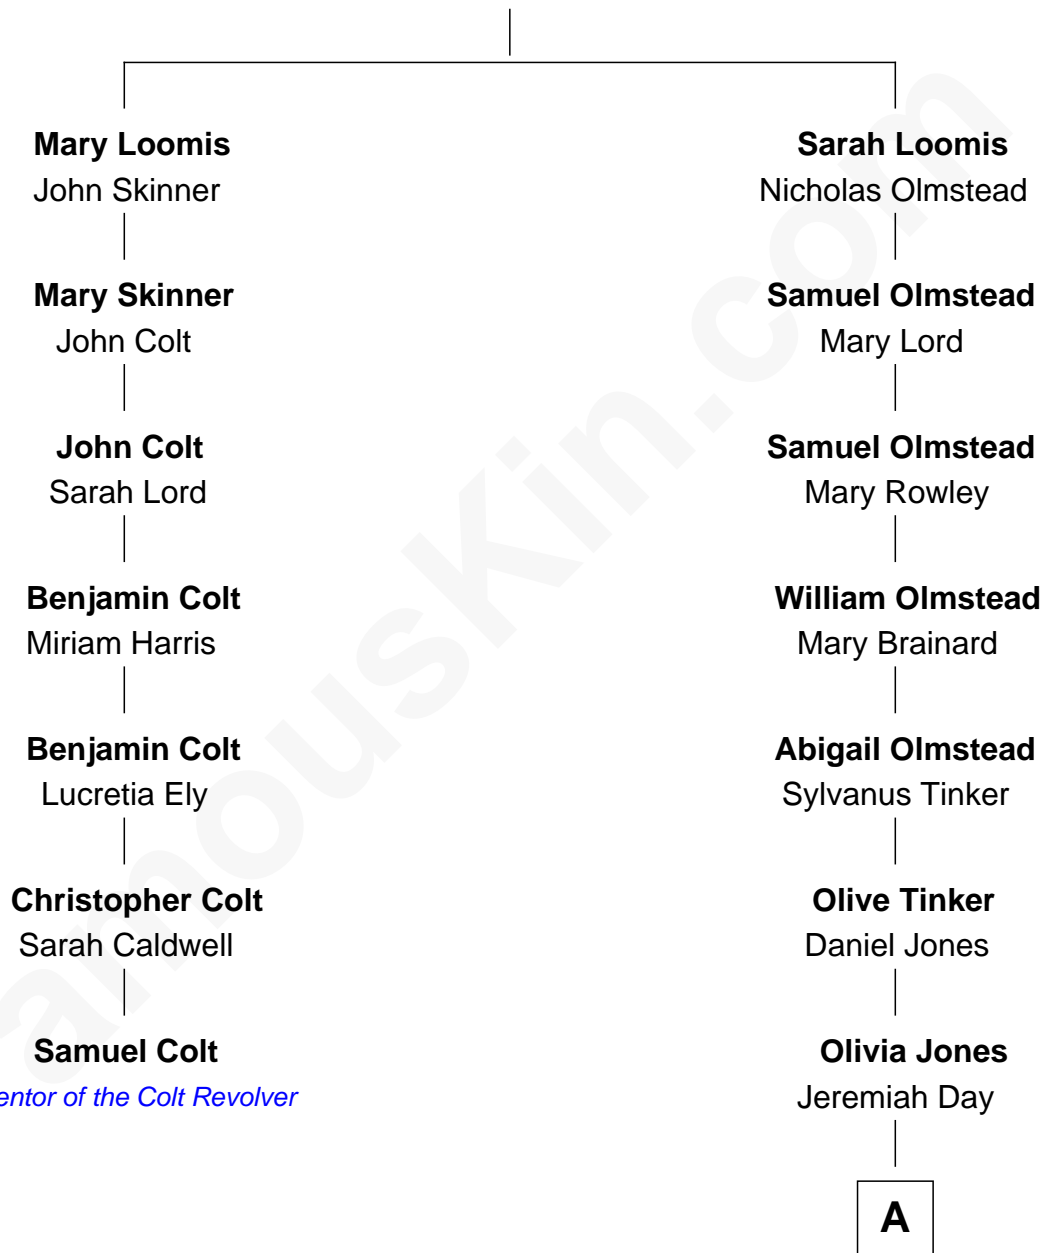 Mary Loomis
John Skinner
Mary Skinner
John Colt
John Colt
Sarah Lord
Benjamin Colt
Miriam Harris
Benjamin Colt
Lucretia Ely
Christopher Colt
Sarah Caldwell
Samuel Colt
entor of the Colt Revolver
Sarah Loomis
Nicholas Olmstead
Samuel Olmstead
Mary Lord
Samuel Olmstead
Mary Rowley
William Olmstead
Mary Brainard
Abigail Olmstead
Sylvanus Tinker
Olive Tinker
Daniel Jones
Olivia Jones
Jeremiah Day
A
amouskin.com